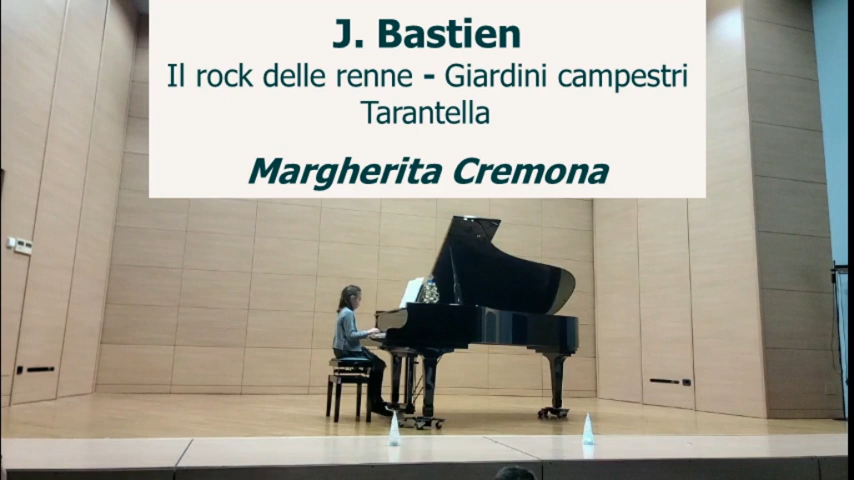 J. Bastien
Il rock delle renne - Giardini campestri
Tarantella
Margherita Cremona